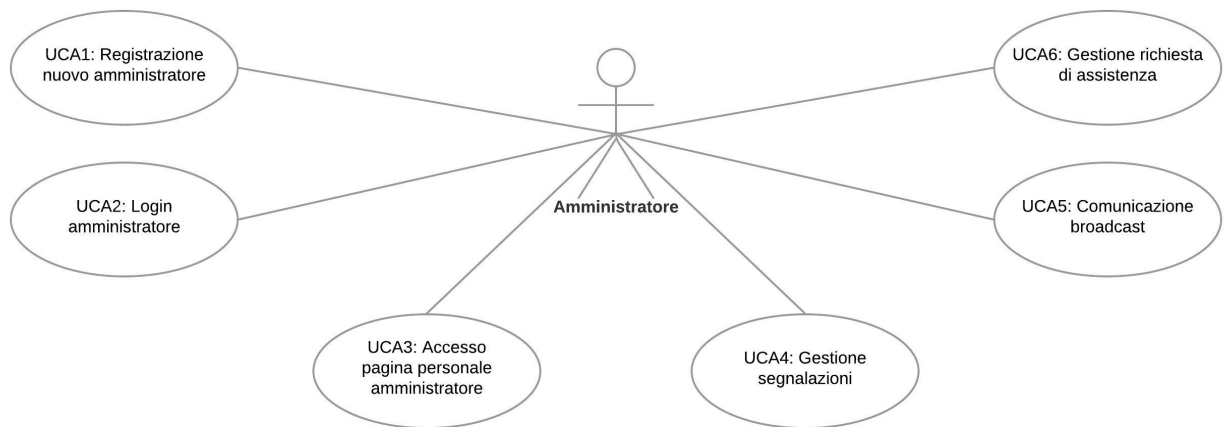 UCA1: Registrazione
nuovo amministratore
UCA6: Gestione richiesta
di assistenza
UCA2: Login
amministratore
Amministratore
UCA5: Comunicazione
broadcast
UCA3: Accesso
pagina personale
amministratore
UCA4: Gestione
segnalazioni